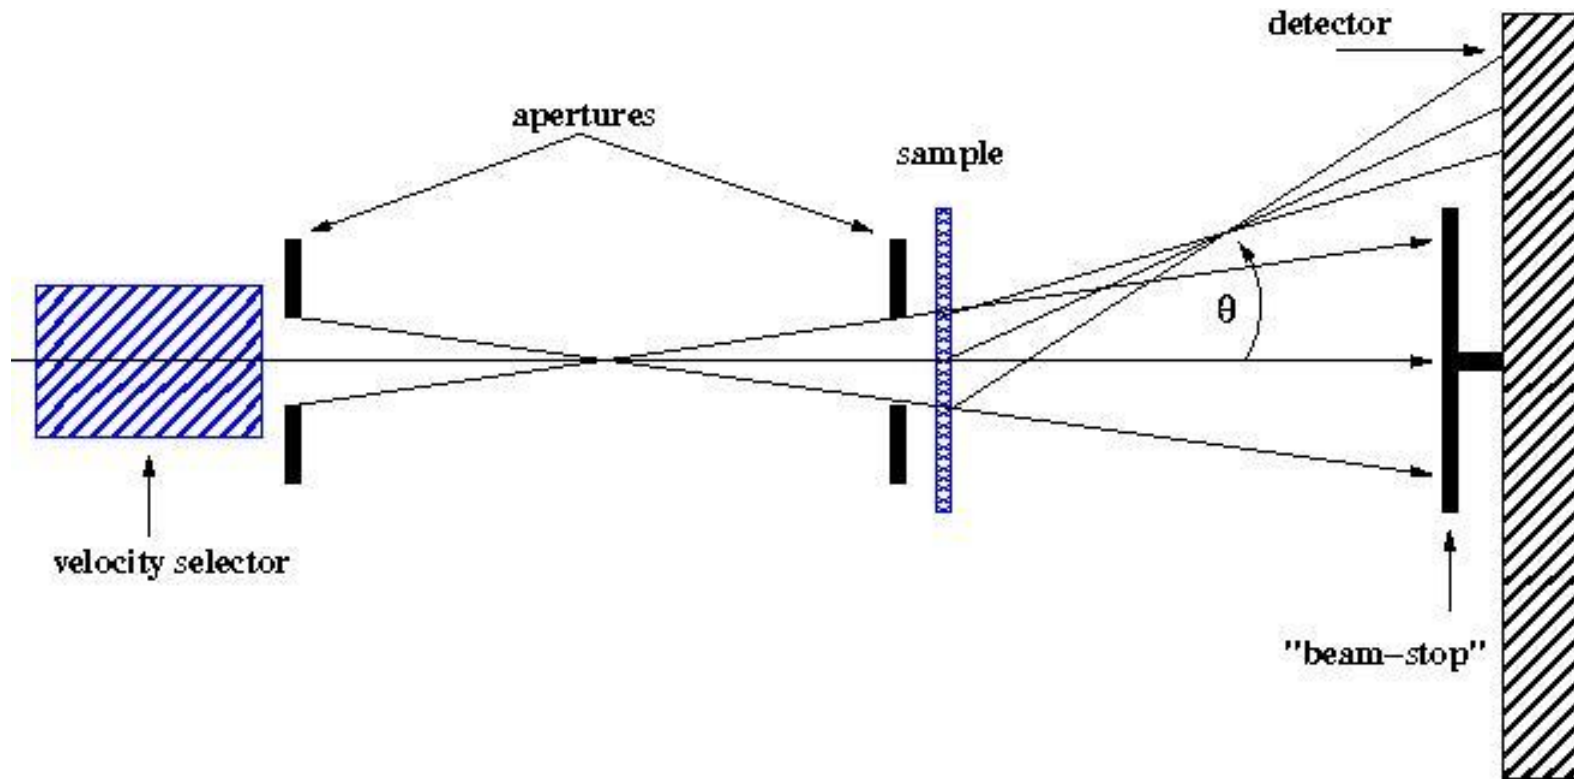 detector
apertures
sample
θ
velocity selector
"beam-stop"